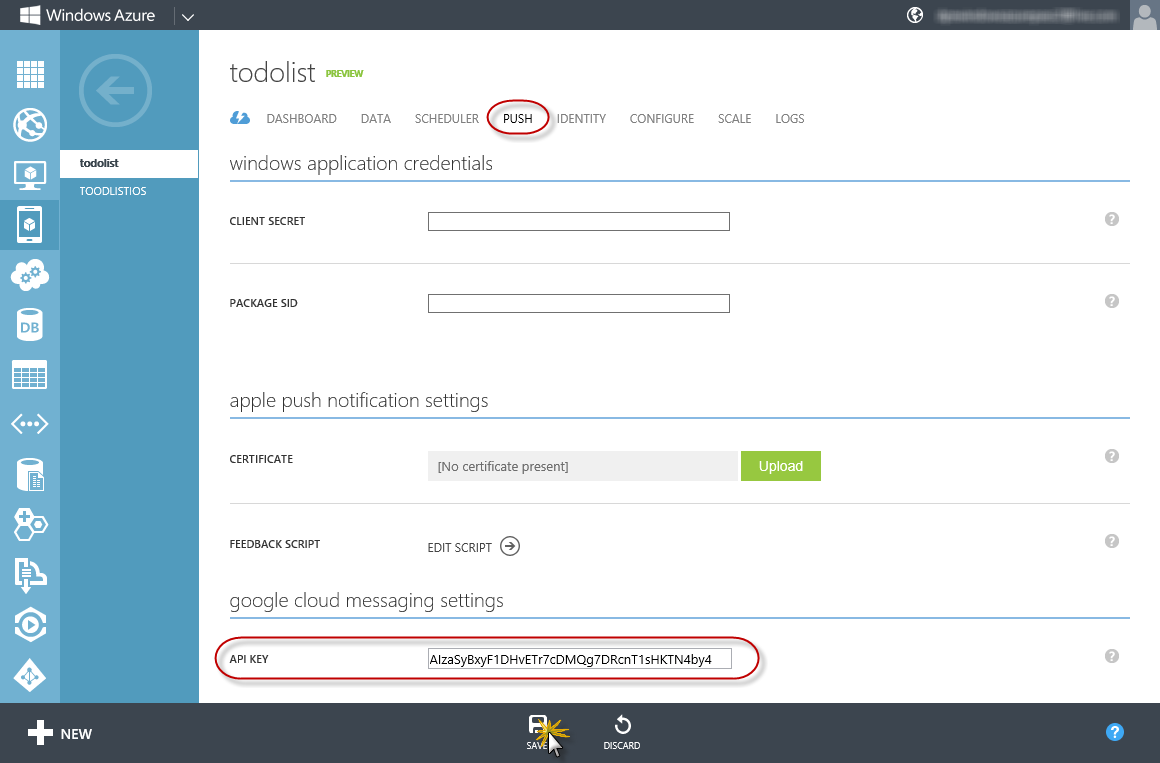 Windows Azure
todolist PREVIEW
DASHBOARD DATA SCHEDULER PUSH IDENTITY CONFIGURE SCALE LOGS
todolist
TOODLISTIOS
windows application credentials
CLIENT SECRET
?
PACKAGE SID
?
apple push notification settings
CERTIFICATE
[No certificate present] Upload
?
FEEDBACK SCRIPT
EDIT SCRIPT
?
google cloud messaging settings
API KEY
AIzaSyBxyF1DHvETr7cDMQg7DRcnT1sHKTN4by4
?
DB
NEW
SAVE
DISCARD
?